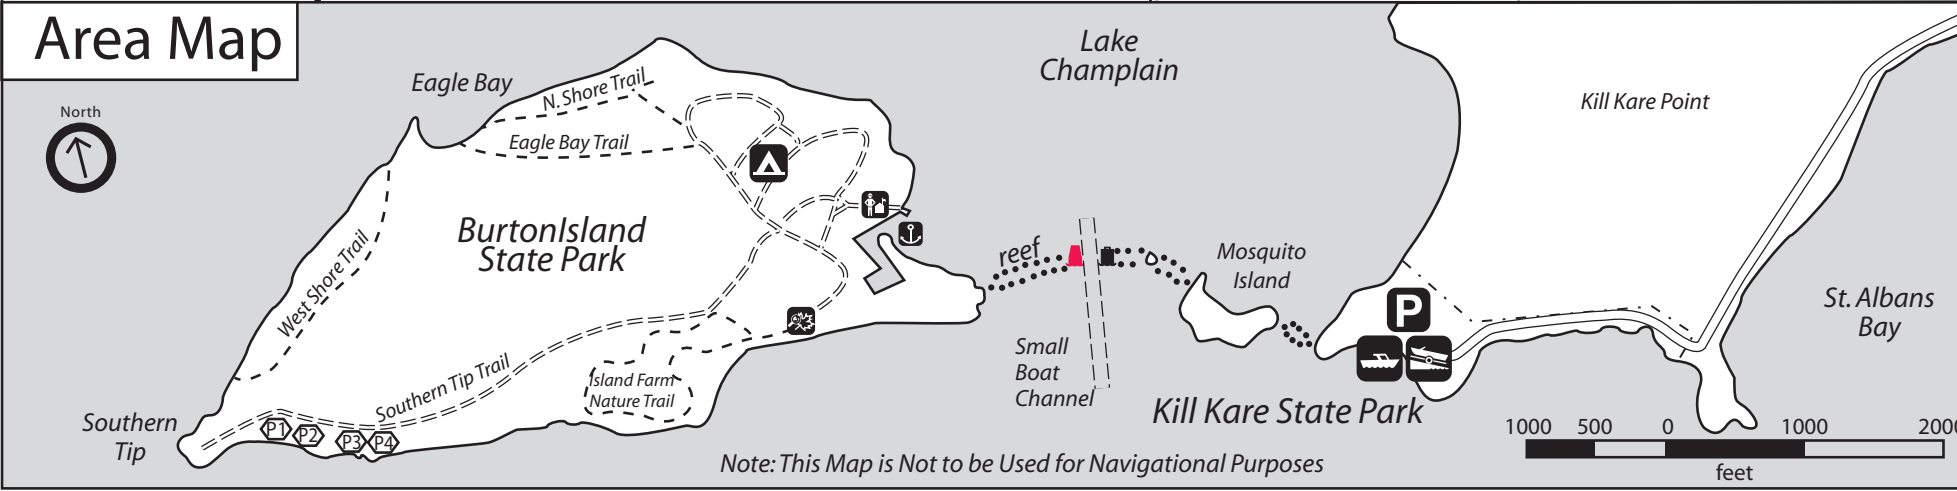 Area Map
North
Eagle Bay
N. Shore Trail
Eagle Bay Trail
Lake
Champlain
Kill Kare Point
BurtonIsland
State Park
West Shore Trail
reef
Mosquito
Island
P
St. Albans
Bay
Small
Boat
Channel
Southern Tip Trail
Island Farm
Nature Trail
Southern
Tip
P1
P2
P3
P4
Kill Kare State Park
Note: This Map is Not to be Used for Navigational Purposes
1000 500 0 1000
feet